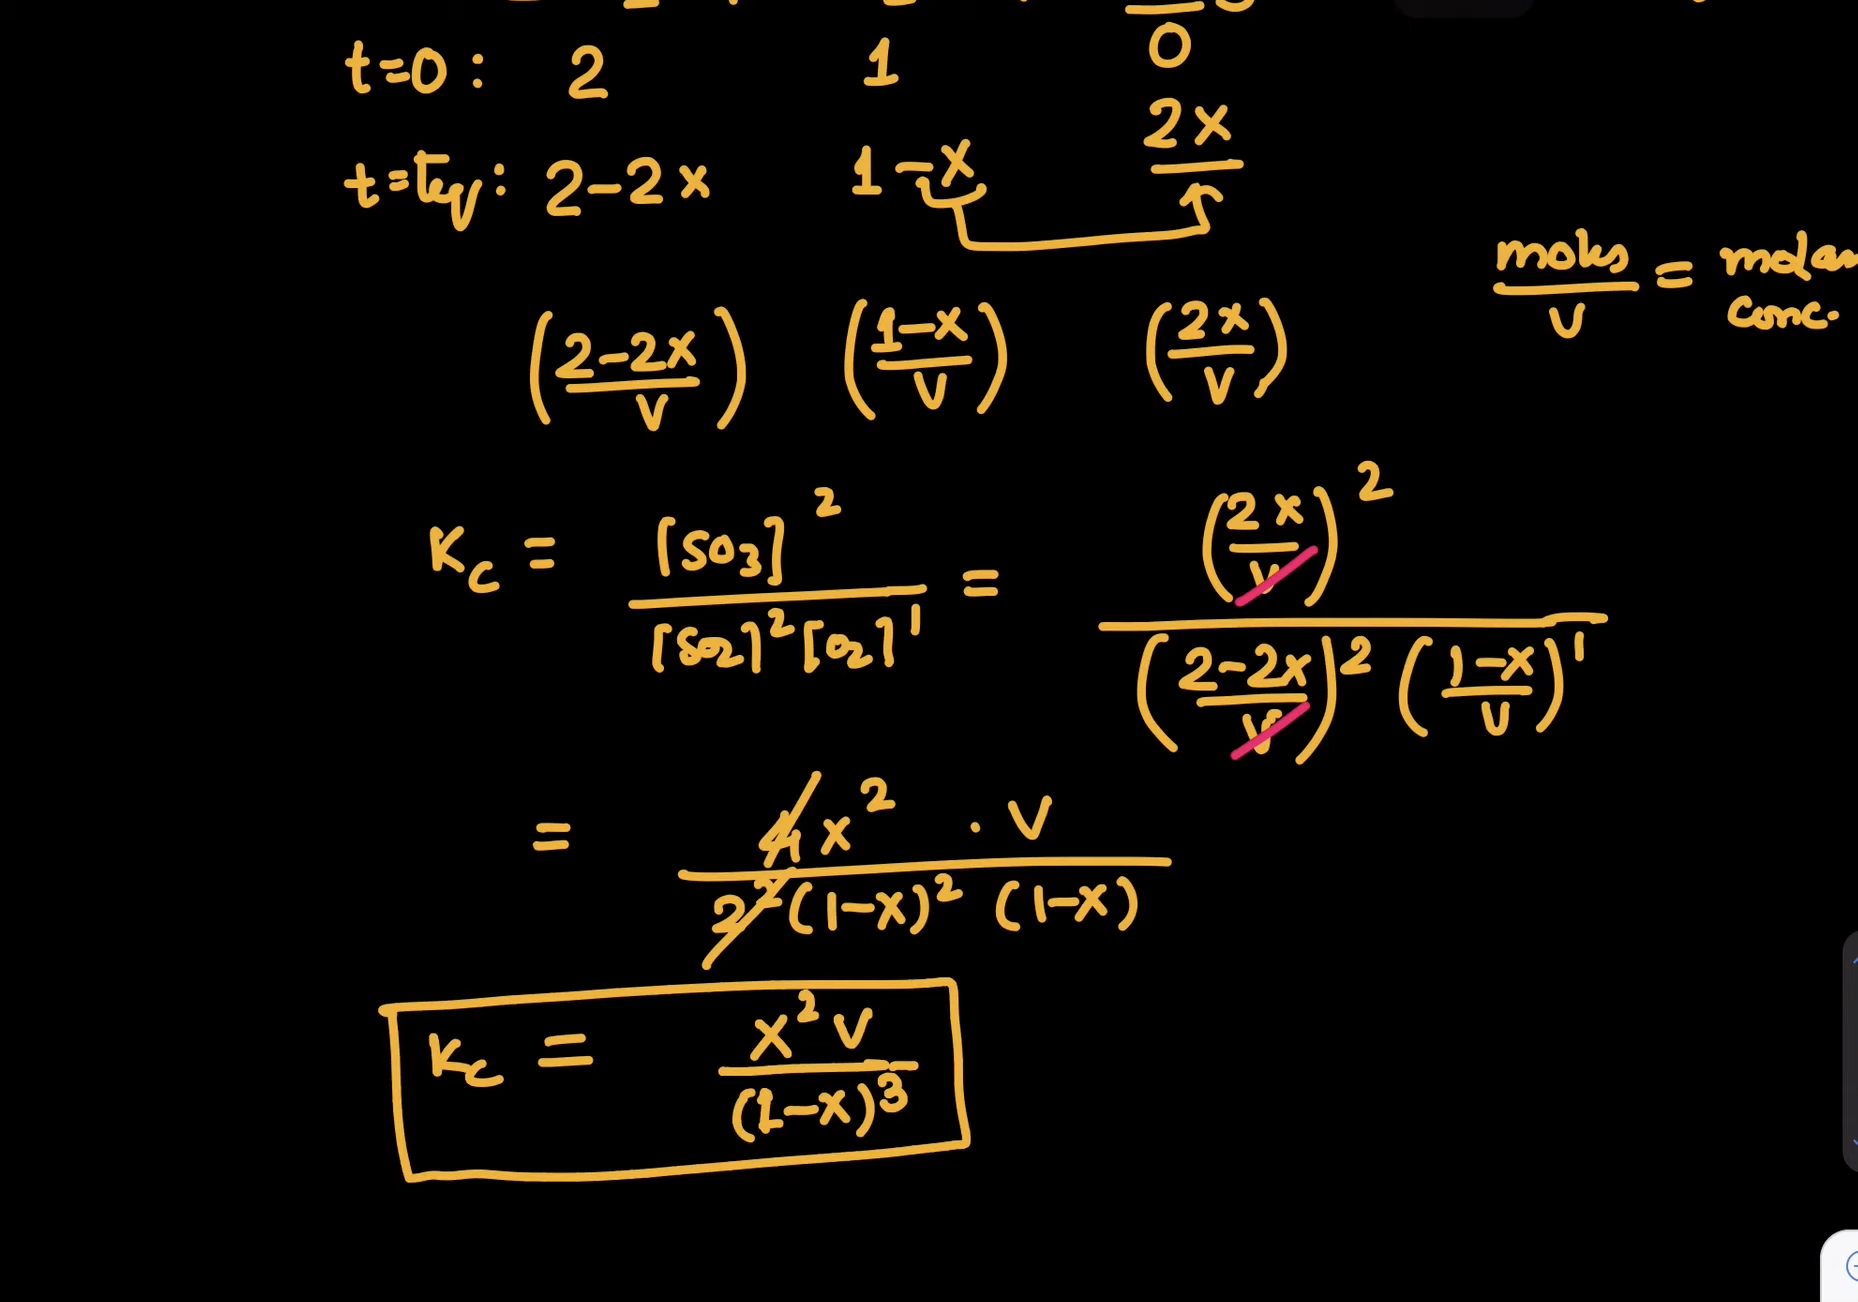 t=0 : 2 1 0
t=teq: 2-2x 1-x 2x
moles/V = molar conc.
(2-2x/V) (1-x/V) (2x/V)
Kc = [SO3]^2 / [SO2]^2 [O2]^1 = (2x/V)^2 / (2-2x/V)^2 (1-x/V)^1
= 4x^2 . V / 2^2 (1-x)^2 (1-x)
Kc = x^2 V / (1-x)^3